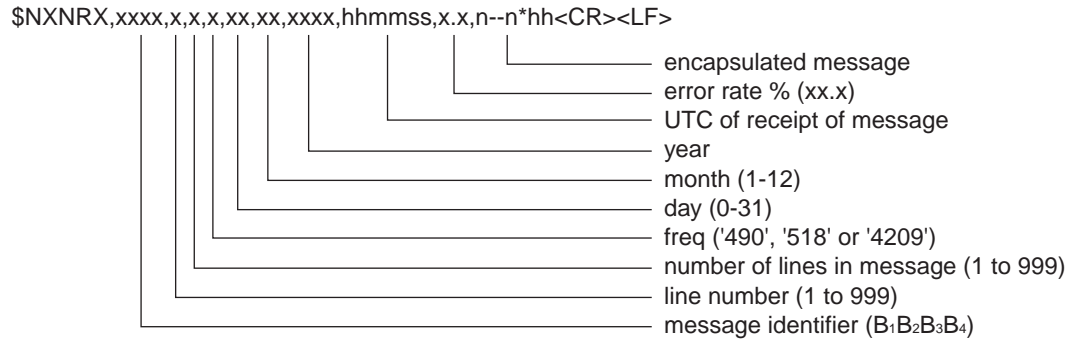 $NXNRX,xxxx,x,x,x,xx,xx,xxxx,hhmmss,x.x,n--n*hh<CR><LF>
encapsulated message
error rate % (xx.x)
UTC of receipt of message
year
month (1-12)
day (0-31)
freq ('490', '518' or '4209')
number of lines in message (1 to 999)
line number (1 to 999)
message identifier (B₁B₂B₃B₄)